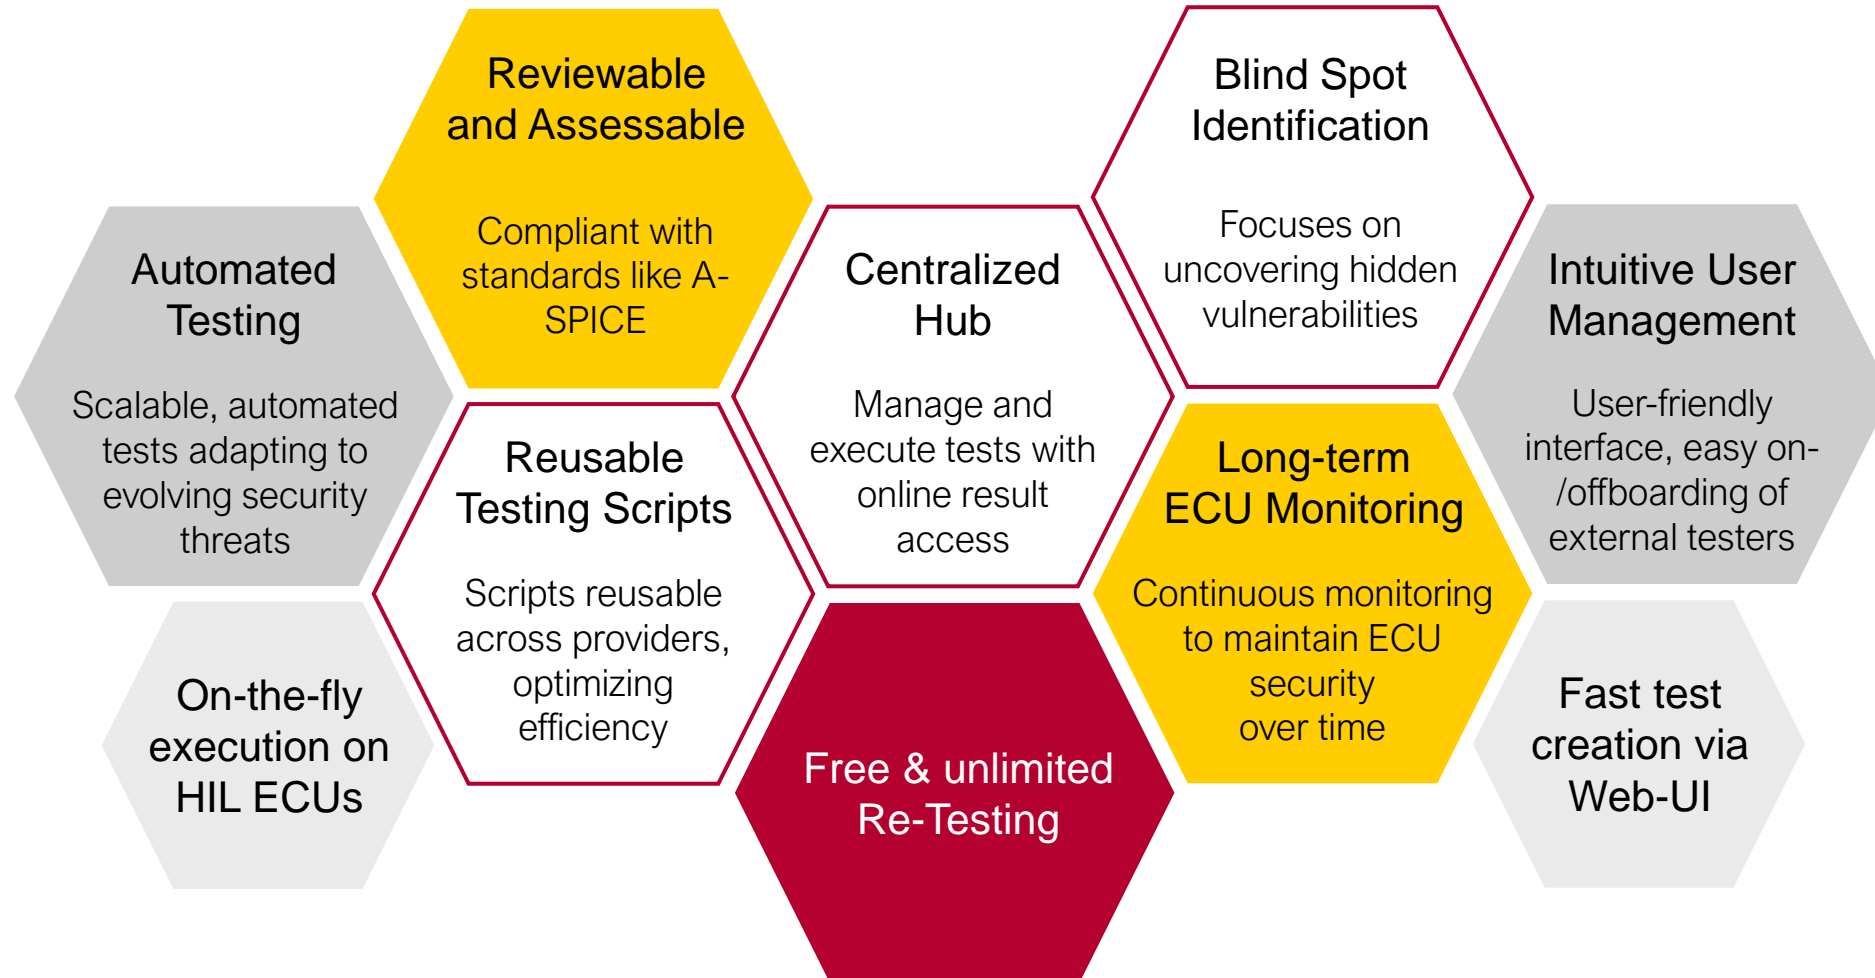 Reviewable
and Assessable
Compliant with
standards like A-
SPICE
Blind Spot
Identification
Focuses on
uncovering hidden
vulnerabilities
Automated
Testing
Scalable, automated
tests adapting to
evolving security
threats
Centralized
Hub
Manage and
execute tests with
online result
access
Intuitive User
Management
User-friendly
interface, easy on-
/offboarding of
external testers
Reusable
Testing Scripts
Scripts reusable
across providers,
optimizing
efficiency
Long-term
ECU Monitoring
Continuous monitoring
to maintain ECU
security
over time
On-the-fly
execution on
HIL ECUs
Free & unlimited
Re-Testing
Fast test
creation via
Web-UI